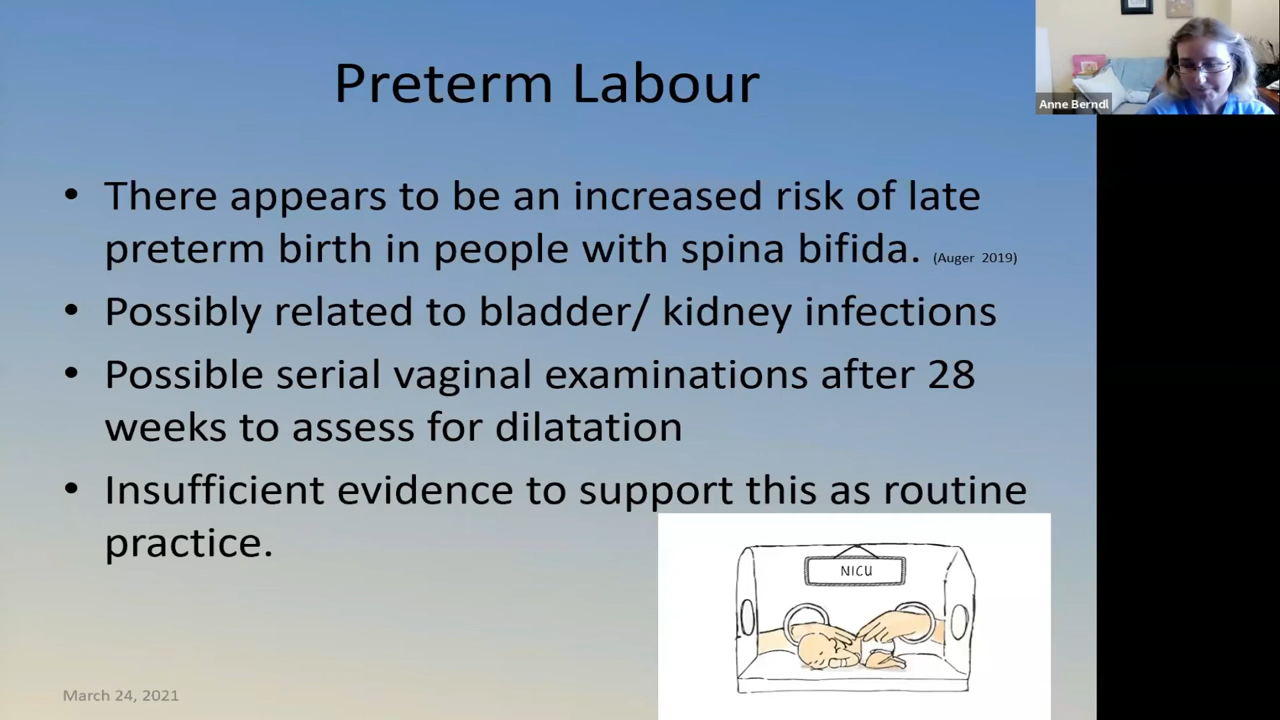 Preterm Labour
Anne Berndl
• There appears to be an increased risk of late
preterm birth in people with spina bifida. (Auger 2019)
• Possibly related to bladder/ kidney infections
• Possible serial vaginal examinations after 28
weeks to assess for dilatation
• Insufficient evidence to support this as routine
practice.
NICU
March 24, 2021